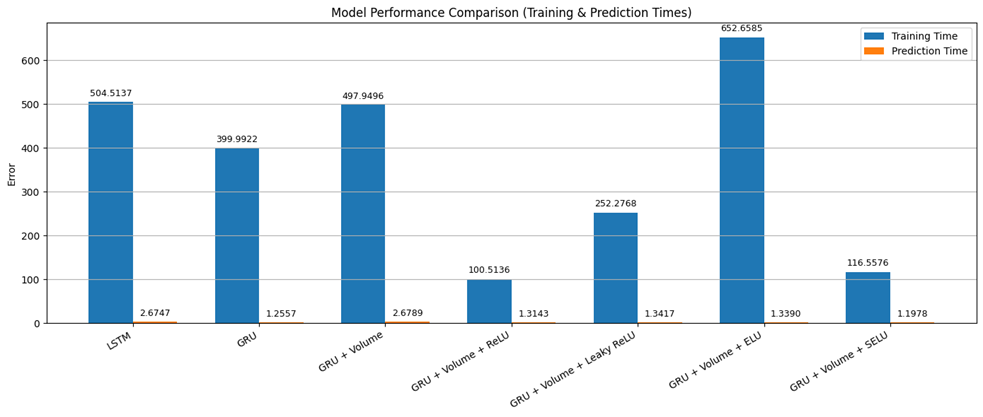 Model Performance Comparison (Training & Prediction Times)
Training Time
Prediction Time
Error
600
500
400
300
200
100
0
504.5137
2.6747
399.9922
1.2557
497.9496
2.6789
100.5136
1.3143
252.2768
1.3417
652.6585
1.3390
116.5576
1.1978
LSTM
GRU
GRU + Volume
GRU + Volume + ReLU
GRU + Volume + Leaky ReLU
GRU + Volume + ELU
GRU + Volume + SELU